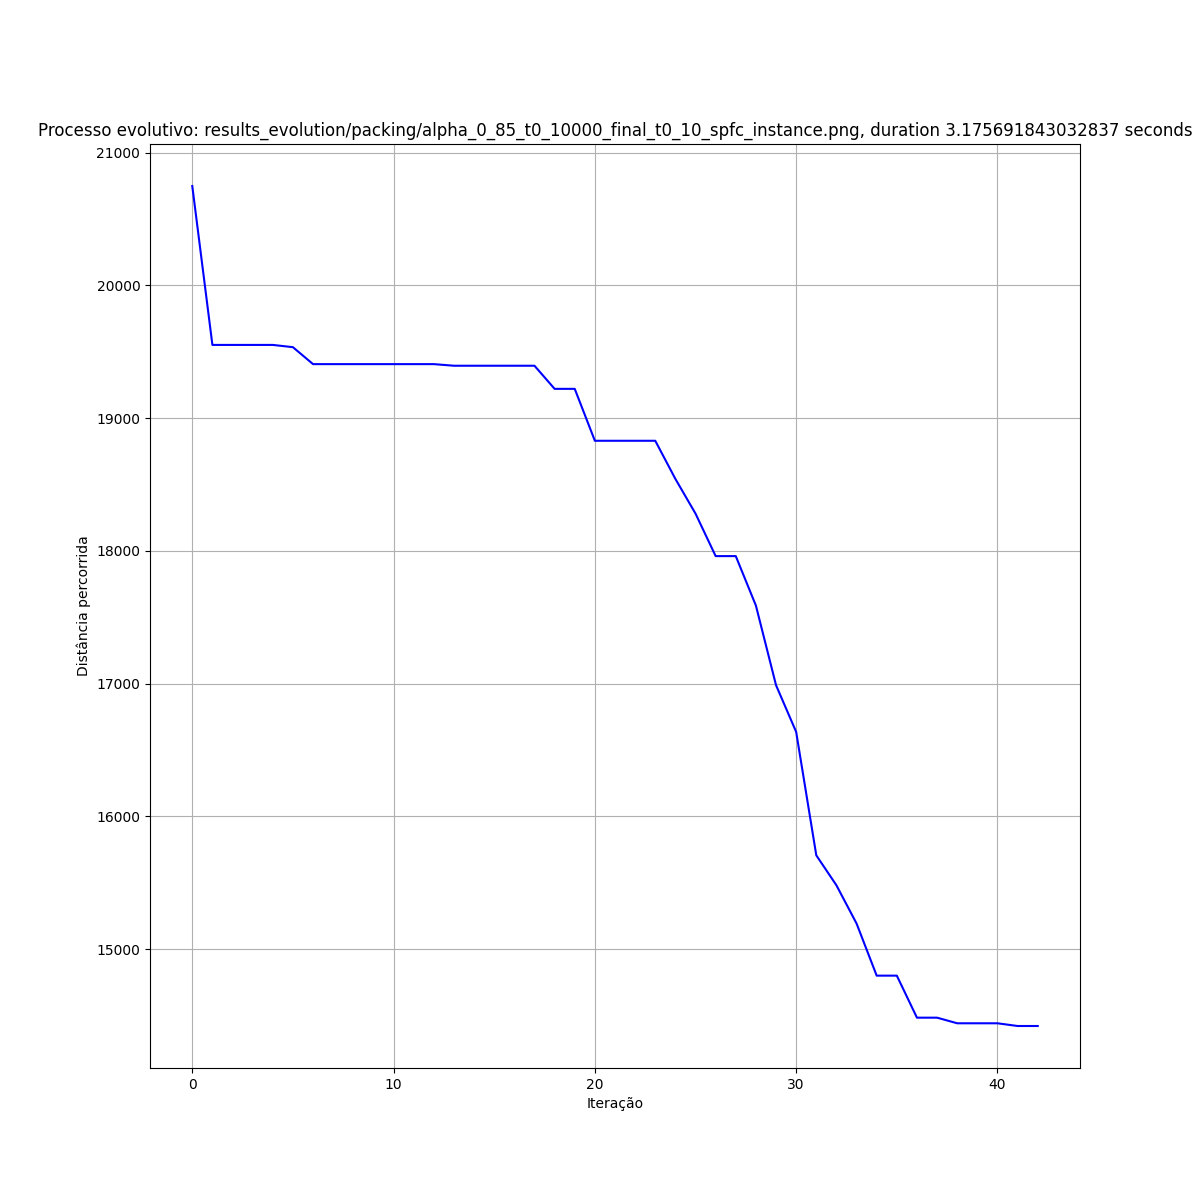 Processo evolutivo: results_evolution/packing/alpha_0_85_t0_10000_final_t0_10_spfc_instance.png, duration 3.175691843032837 seconds
21000
20000
19000
18000
17000
16000
15000
Distância percorrida
0 10 20 30 40
Iteração